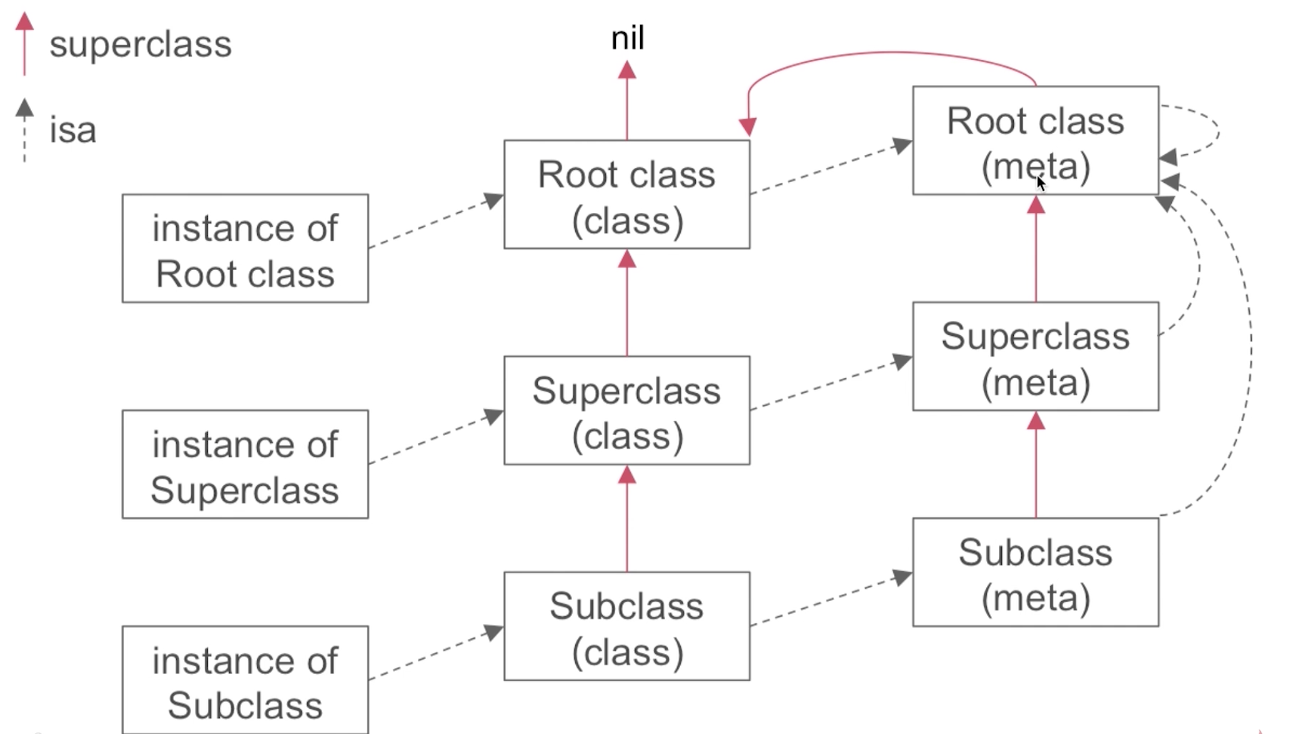 superclass
isa
nil
Root class
(meta)
Root class
(class)
instance of
Root class
Superclass
(meta)
Superclass
(class)
instance of
Superclass
Subclass
(meta)
Subclass
(class)
instance of
Subclass